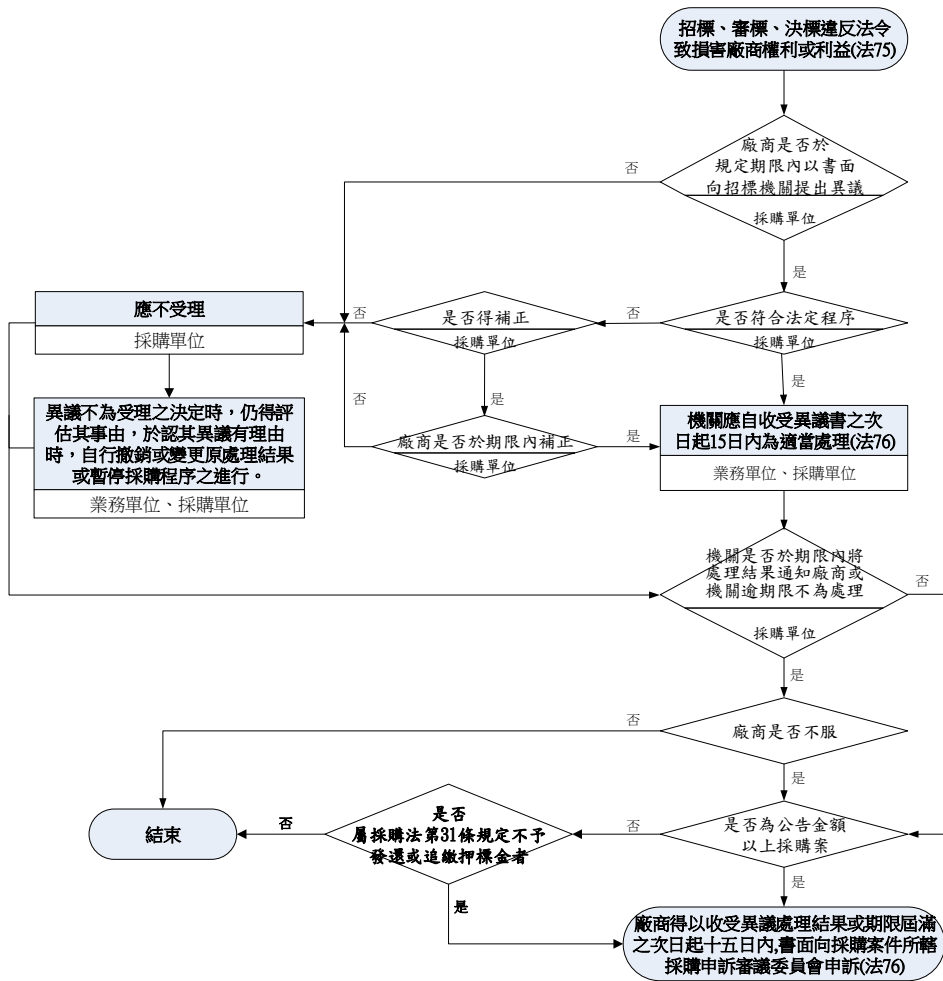 招標、審標、決標違反法令
致損害廠商權利或利益(法75)
廠商是否於
規定期限內以書面
向招標機關提出異議
採購單位
否
是
應不受理
採購單位
否
是否得補正
採購單位
否
是否符合法定程序
採購單位
是
是
異議不為受理之決定時，仍得評
估其事由，於認其異議有理由
時，自行撤銷或變更原處理結果
或暫停採購程序之進行。
業務單位、採購單位
否
廠商是否於期限內補正
採購單位
是
機關應自收受異議書之次
日起15日內為適當處理(法76)
業務單位、採購單位
機關是否於期限內將
處理結果通知廠商或
機關逾期限不為處理
採購單位
否
是
否
廠商是否不服
是
結束
否
是否
屬採購法第31條規定不予
發還或追繳押標金者
否
是否為公告金額
以上採購案
是
是
廠商得以收受異議處理結果或期限屆滿
之次日起十五日內,書面向採購案件所轄
採購申訴審議委員會申訴(法76)